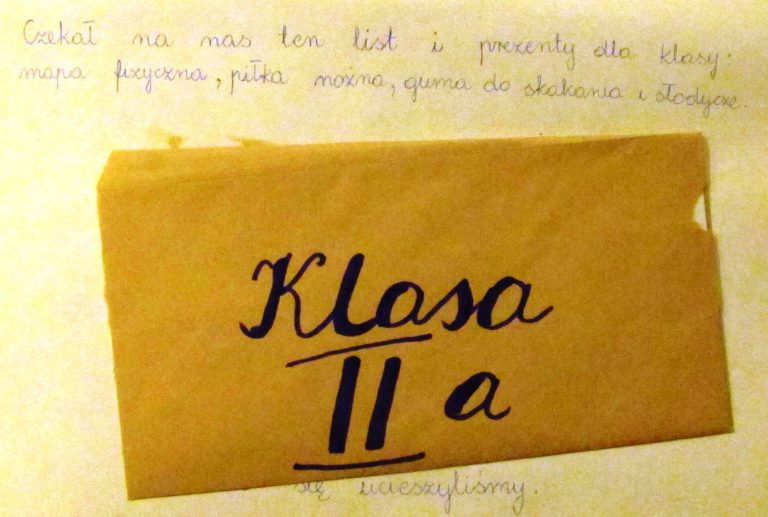 Czekał na nas ten list i prezenty dla klasy:
mapa fizyczna, piłka nożna, guma do skakania i słodycze.
Klasa
II a
się ucieszyliśmy.